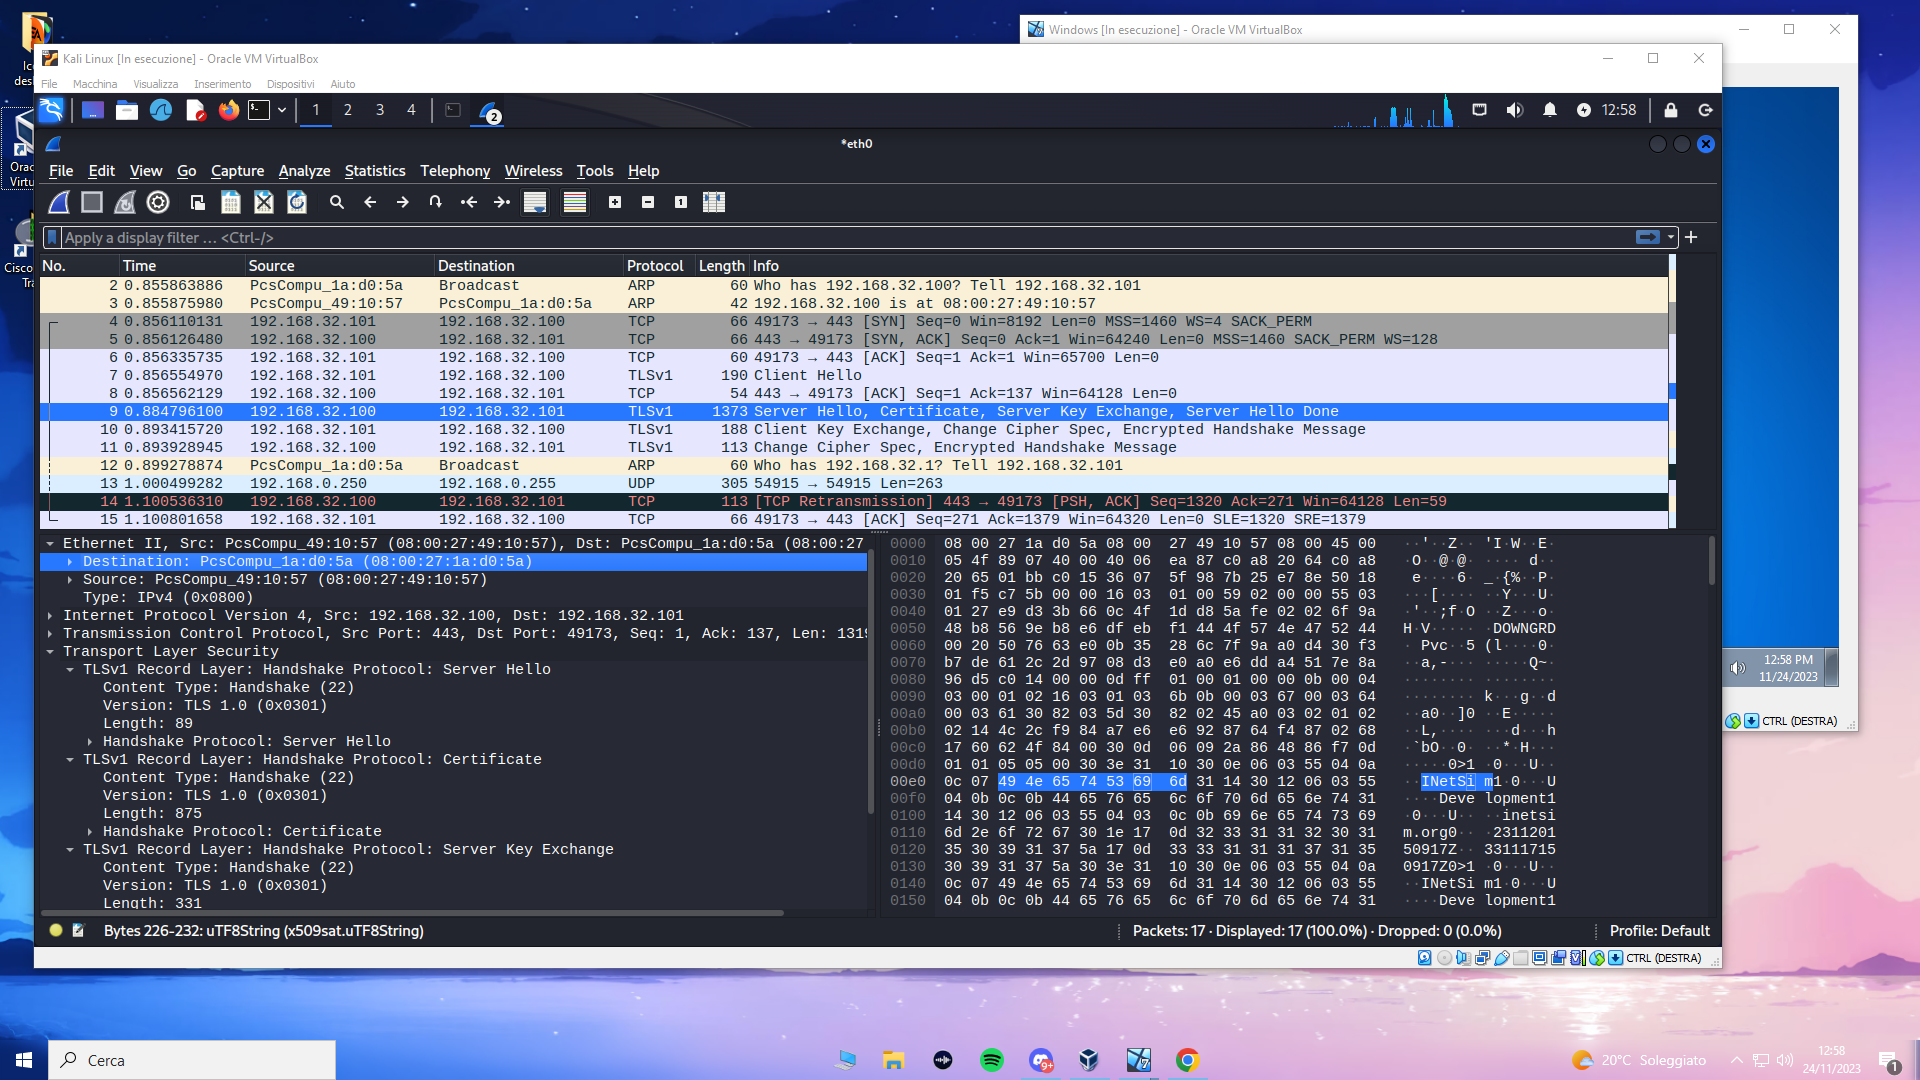 Windows [In esecuzione] - Oracle VM VirtualBox
Kali Linux [In esecuzione] - Oracle VM VirtualBox
File Macchina Visualizza Inserimento Dispositivi Aiuto
1 2 3 4 2 12:58
*eth0
File Edit View Go Capture Analyze Statistics Telephony Wireless Tools Help
Apply a display filter ... <Ctrl-/>
No. Time Source Destination Protocol Length Info
2 0.855863886 PcsCompu_1a:d0:5a Broadcast ARP 60 Who has 192.168.32.100? Tell 192.168.32.101
3 0.855875980 PcsCompu_49:10:57 PcsCompu_1a:d0:5a ARP 42 192.168.32.100 is at 08:00:27:49:10:57
4 0.856110131 192.168.32.101 192.168.32.100 TCP 66 49173 → 443 [SYN] Seq=0 Win=8192 Len=0 MSS=1460 WS=4 SACK_PERM
5 0.856126480 192.168.32.100 192.168.32.101 TCP 66 443 → 49173 [SYN, ACK] Seq=0 Ack=1 Win=64240 Len=0 MSS=1460 SACK_PERM WS=128
6 0.856335735 192.168.32.101 192.168.32.100 TCP 60 49173 → 443 [ACK] Seq=1 Ack=1 Win=65700 Len=0
7 0.856554970 192.168.32.101 192.168.32.100 TLSv1 190 Client Hello
8 0.856562129 192.168.32.100 192.168.32.101 TCP 54 443 → 49173 [ACK] Seq=1 Ack=137 Win=64128 Len=0
9 0.884796100 192.168.32.100 192.168.32.101 TLSv1 1373 Server Hello, Certificate, Server Key Exchange, Server Hello Done
10 0.893415720 192.168.32.101 192.168.32.100 TLSv1 188 Client Key Exchange, Change Cipher Spec, Encrypted Handshake Message
11 0.893928945 192.168.32.100 192.168.32.101 TLSv1 113 Change Cipher Spec, Encrypted Handshake Message
12 0.899278874 PcsCompu_1a:d0:5a Broadcast ARP 60 Who has 192.168.32.1? Tell 192.168.32.101
13 1.000499282 192.168.0.250 192.168.0.255 UDP 305 54915 → 54915 Len=263
14 1.100536310 192.168.32.100 192.168.32.101 TCP 113 [TCP Retransmission] 443 → 49173 [PSH, ACK] Seq=1320 Ack=271 Win=64128 Len=59
15 1.100801658 192.168.32.101 192.168.32.100 TCP 66 49173 → 443 [ACK] Seq=271 Ack=1379 Win=64320 Len=0 SLE=1320 SRE=1379
Ethernet II, Src: PcsCompu_49:10:57 (08:00:27:49:10:57), Dst: PcsCompu_1a:d0:5a (08:00:27
Destination: PcsCompu_1a:d0:5a (08:00:27:1a:d0:5a)
Source: PcsCompu_49:10:57 (08:00:27:49:10:57)
Type: IPv4 (0x0800)
Internet Protocol Version 4, Src: 192.168.32.100, Dst: 192.168.32.101
Transmission Control Protocol, Src Port: 443, Dst Port: 49173, Seq: 1, Ack: 137, Len: 1319
Transport Layer Security
TLSv1 Record Layer: Handshake Protocol: Server Hello
Content Type: Handshake (22)
Version: TLS 1.0 (0x0301)
Length: 89
Handshake Protocol: Server Hello
TLSv1 Record Layer: Handshake Protocol: Certificate
Content Type: Handshake (22)
Version: TLS 1.0 (0x0301)
Length: 875
Handshake Protocol: Certificate
TLSv1 Record Layer: Handshake Protocol: Server Key Exchange
Content Type: Handshake (22)
Version: TLS 1.0 (0x0301)
Length: 331
0000 08 00 27 1a d0 5a 08 00 27 49 10 57 08 00 45 00 ··'··Z·· 'I·W··E·
0010 05 4f 89 07 40 00 40 06 ea 87 c0 a8 20 64 c0 a8 ·O··@·@· ···· d··
0020 20 65 01 bb c0 15 36 07 5f 98 7b 25 e7 8e 50 18 e····6· _·{%··P·
0030 01 f5 c7 5b 00 00 16 03 01 00 59 02 00 00 55 03 ···[···· ··Y···U·
0040 01 27 e9 d3 3b 66 0c 4f 1d d8 5a fe 02 02 6f 9a ·'··;f·O ··Z···o·
0050 48 b8 56 9e b8 e6 df eb f1 44 4f 57 4e 47 52 44 H·V····· ·DOWNGRD
0060 00 20 50 76 63 e0 0b 35 28 6c 7f 9a a0 d4 30 f3 · Pvc··5 (l····0·
0070 b7 de 61 2c 2d 97 08 d3 e0 a0 e6 dd a4 51 7e 8a ··a,-··· ·····Q~·
0080 96 d5 c0 14 00 00 0d ff 01 00 01 00 00 0b 00 04 ········ ········
0090 03 00 01 02 16 03 01 03 6b 0b 00 03 67 00 03 64 ········ k···g··d
00a0 00 03 61 30 82 03 5d 30 82 02 45 a0 03 02 01 02 ··a0··]0 ··E·····
00b0 02 14 4c 2c f9 84 a7 e6 e6 92 87 64 f4 87 02 68 ··L,···· ···d···h
00c0 17 60 62 4f 84 00 30 0d 06 09 2a 86 48 86 f7 0d ·`bO··0· ··*·H···
00d0 01 01 05 05 00 30 3e 31 10 30 0e 06 03 55 04 0a ·····0>1 ·0···U··
00e0 0c 07 49 4e 65 74 53 69 6d 31 14 30 12 06 03 55 ··INetSi m1·0···U
00f0 04 0b 0c 0b 44 65 76 65 6c 6f 70 6d 65 6e 74 31 ····Deve lopment1
0100 14 30 12 06 03 55 04 03 0c 0b 69 6e 65 74 73 69 ·0···U·· ··inetsi
0110 6d 2e 6f 72 67 30 1e 17 0d 32 33 31 31 32 30 31 m.org0·· ·2311201
0120 35 30 39 31 37 5a 17 0d 33 33 31 31 31 37 31 35 50917Z·· 33111715
0130 30 39 31 37 5a 30 3e 31 10 30 0e 06 03 55 04 0a 0917Z0>1 ·0···U··
0140 0c 07 49 4e 65 74 53 69 6d 31 14 30 12 06 03 55 ··INetSi m1·0···U
0150 04 0b 0c 0b 44 65 76 65 6c 6f 70 6d 65 6e 74 31 ····Deve lopment1
Bytes 226-232: uTF8String (x509sat.uTF8String) Packets: 17 · Displayed: 17 (100.0%) · Dropped: 0 (0.0%) Profile: Default
CTRL (DESTRA)
12:58 PM
11/24/2023
CTRL (DESTRA)
Cerca
9+
20°C Soleggiato
12:58
24/11/2023
1